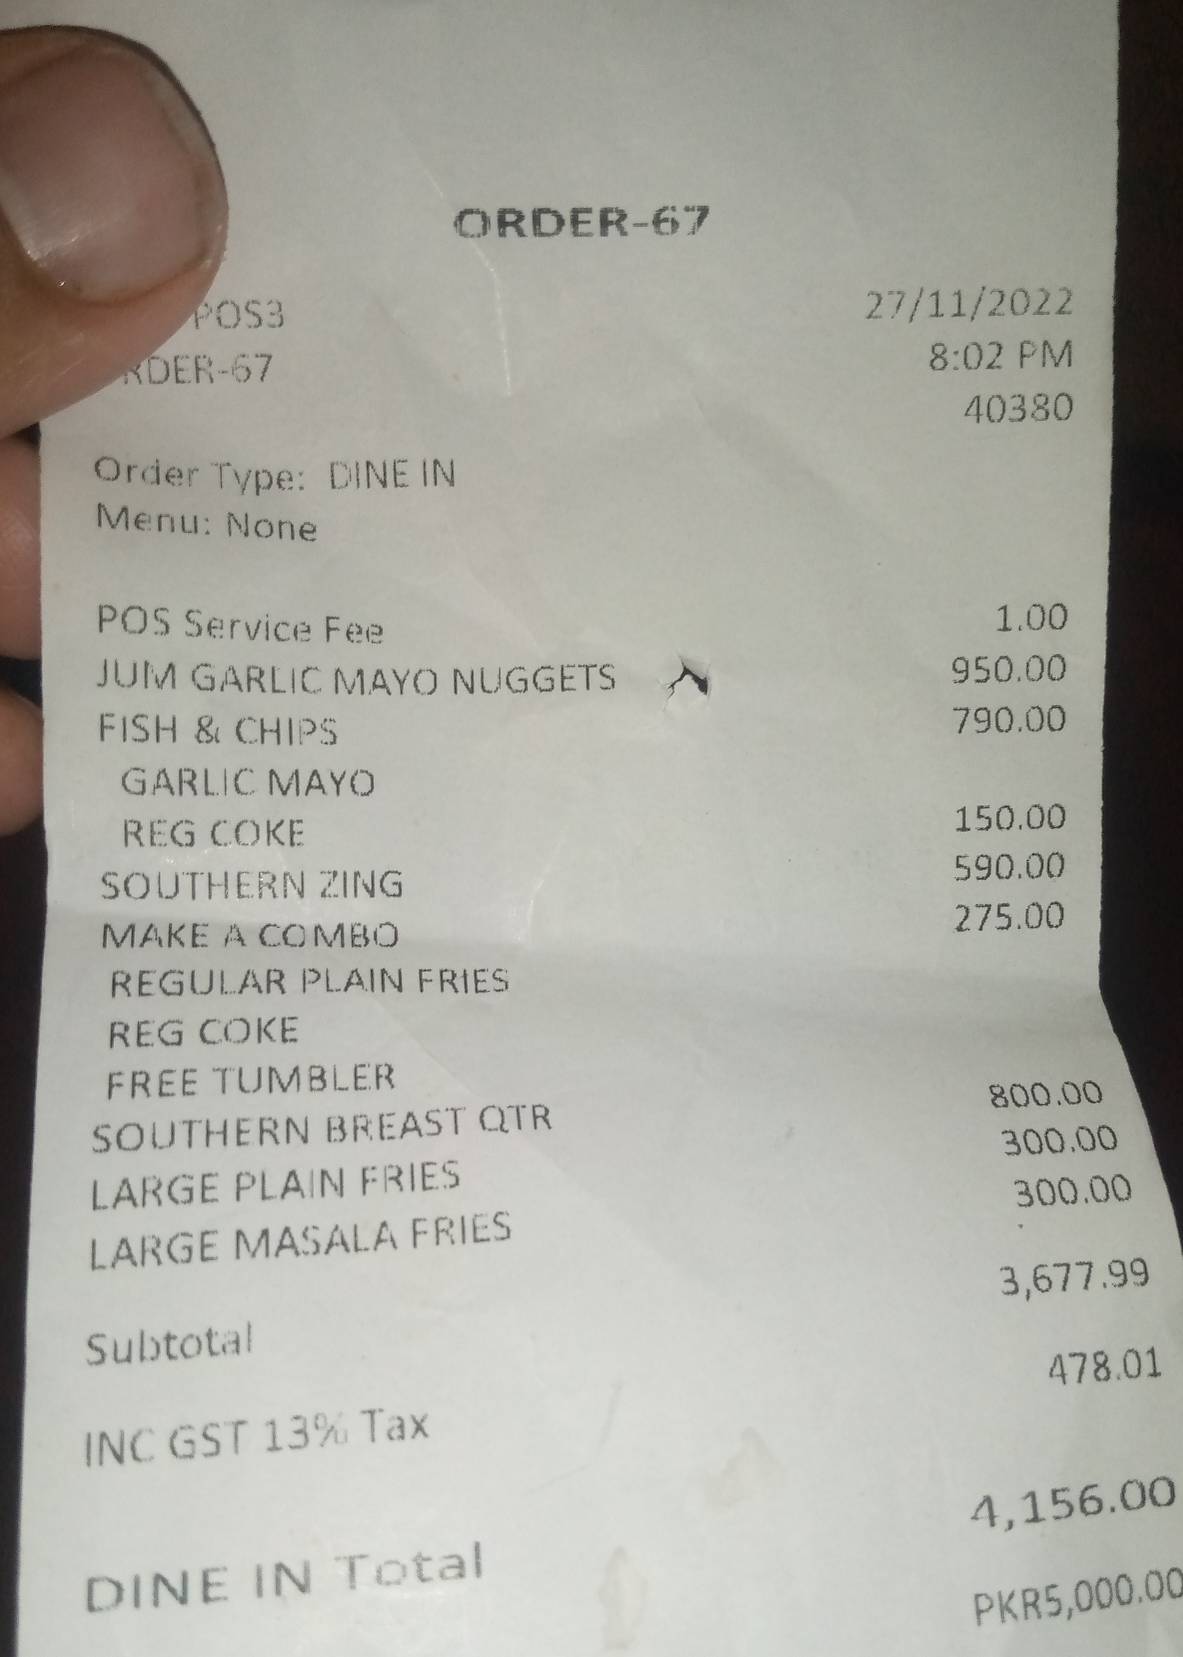 ORDER-67
POS3 27/11/2022
RDER-67 8:02 PM
40380
Order Type: DINE IN
Menu: None
POS Service Fee 1.00
JUM GARLIC MAYO NUGGETS 950.00
FISH & CHIPS 790.00
GARLIC MAYO
REG COKE 150.00
SOUTHERN ZING 590.00
MAKE A COMBO 275.00
REGULAR PLAIN FRIES
REG COKE
FREE TUMBLER
SOUTHERN BREAST QTR 800.00
LARGE PLAIN FRIES 300.00
LARGE MASALA FRIES 300.00
Subtotal 3,677.99
INC GST 13% Tax 478.01
DINE IN Total 4,156.00
PKR5,000.00